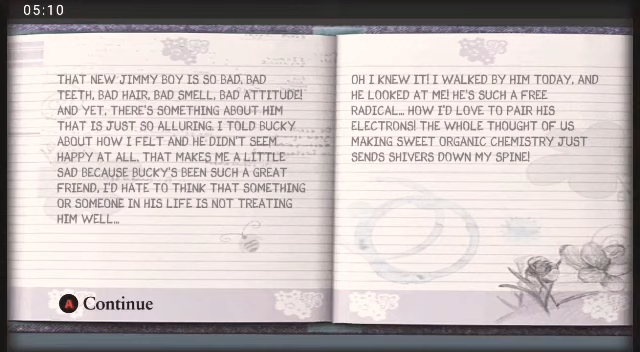 05:10
THAT NEW JIMMY BOY IS SO BAD, BAD
TEETH, BAD HAIR, BAD SMELL, BAD ATTITUDE!
AND YET, THERE'S SOMETHING ABOUT HIM
THAT IS JUST SO ALLURING. I TOLD BUCKY
ABOUT HOW I FELT AND HE DIDN'T SEEM
HAPPY AT ALL. THAT MAKES ME A LITTLE
SAD BECAUSE BUCKY'S BEEN SUCH A GREAT
FRIEND, I'D HATE TO THINK THAT SOMETHING
OR SOMEONE IN HIS LIFE IS NOT TREATING
HIM WELL...
OH I KNEW IT! I WALKED BY HIM TODAY, AND
HE LOOKED AT ME! HE'S SUCH A FREE
RADICAL... HOW I'D LOVE TO PAIR HIS
ELECTRONS! THE WHOLE THOUGHT OF US
MAKING SWEET ORGANIC CHEMISTRY JUST
SENDS SHIVERS DOWN MY SPINE!
A Continue